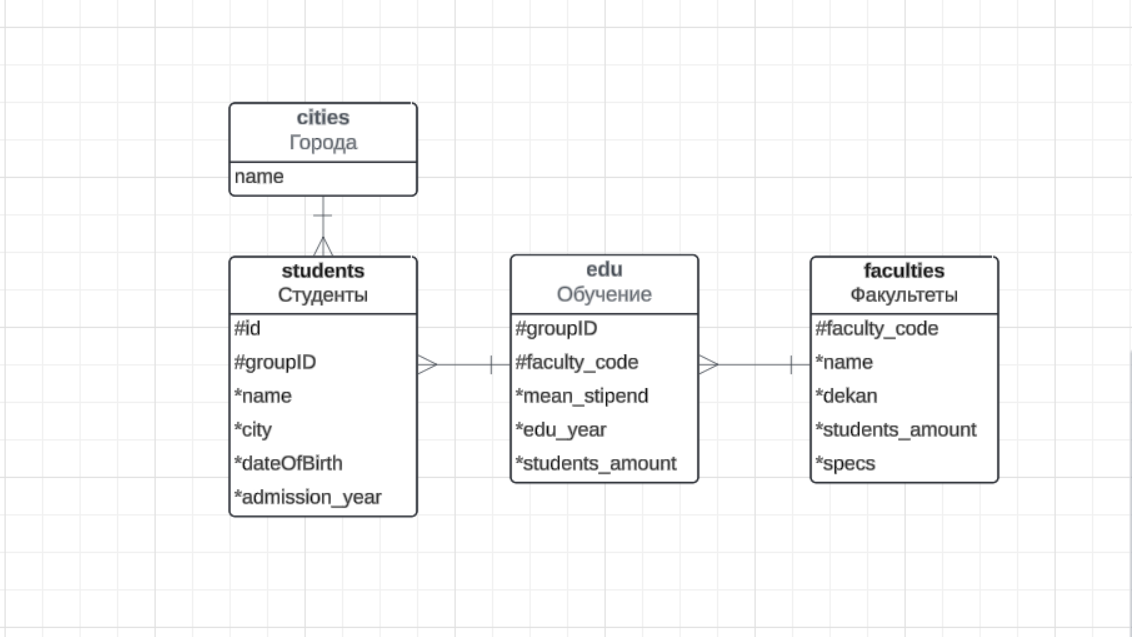 cities
Города
name
students
Студенты
#id
#groupID
*name
*city
*dateOfBirth
*admission_year
edu
Обучение
#groupID
#faculty_code
*mean_stipend
*edu_year
*students_amount
faculties
Факультеты
#faculty_code
*name
*dekan
*students_amount
*specs